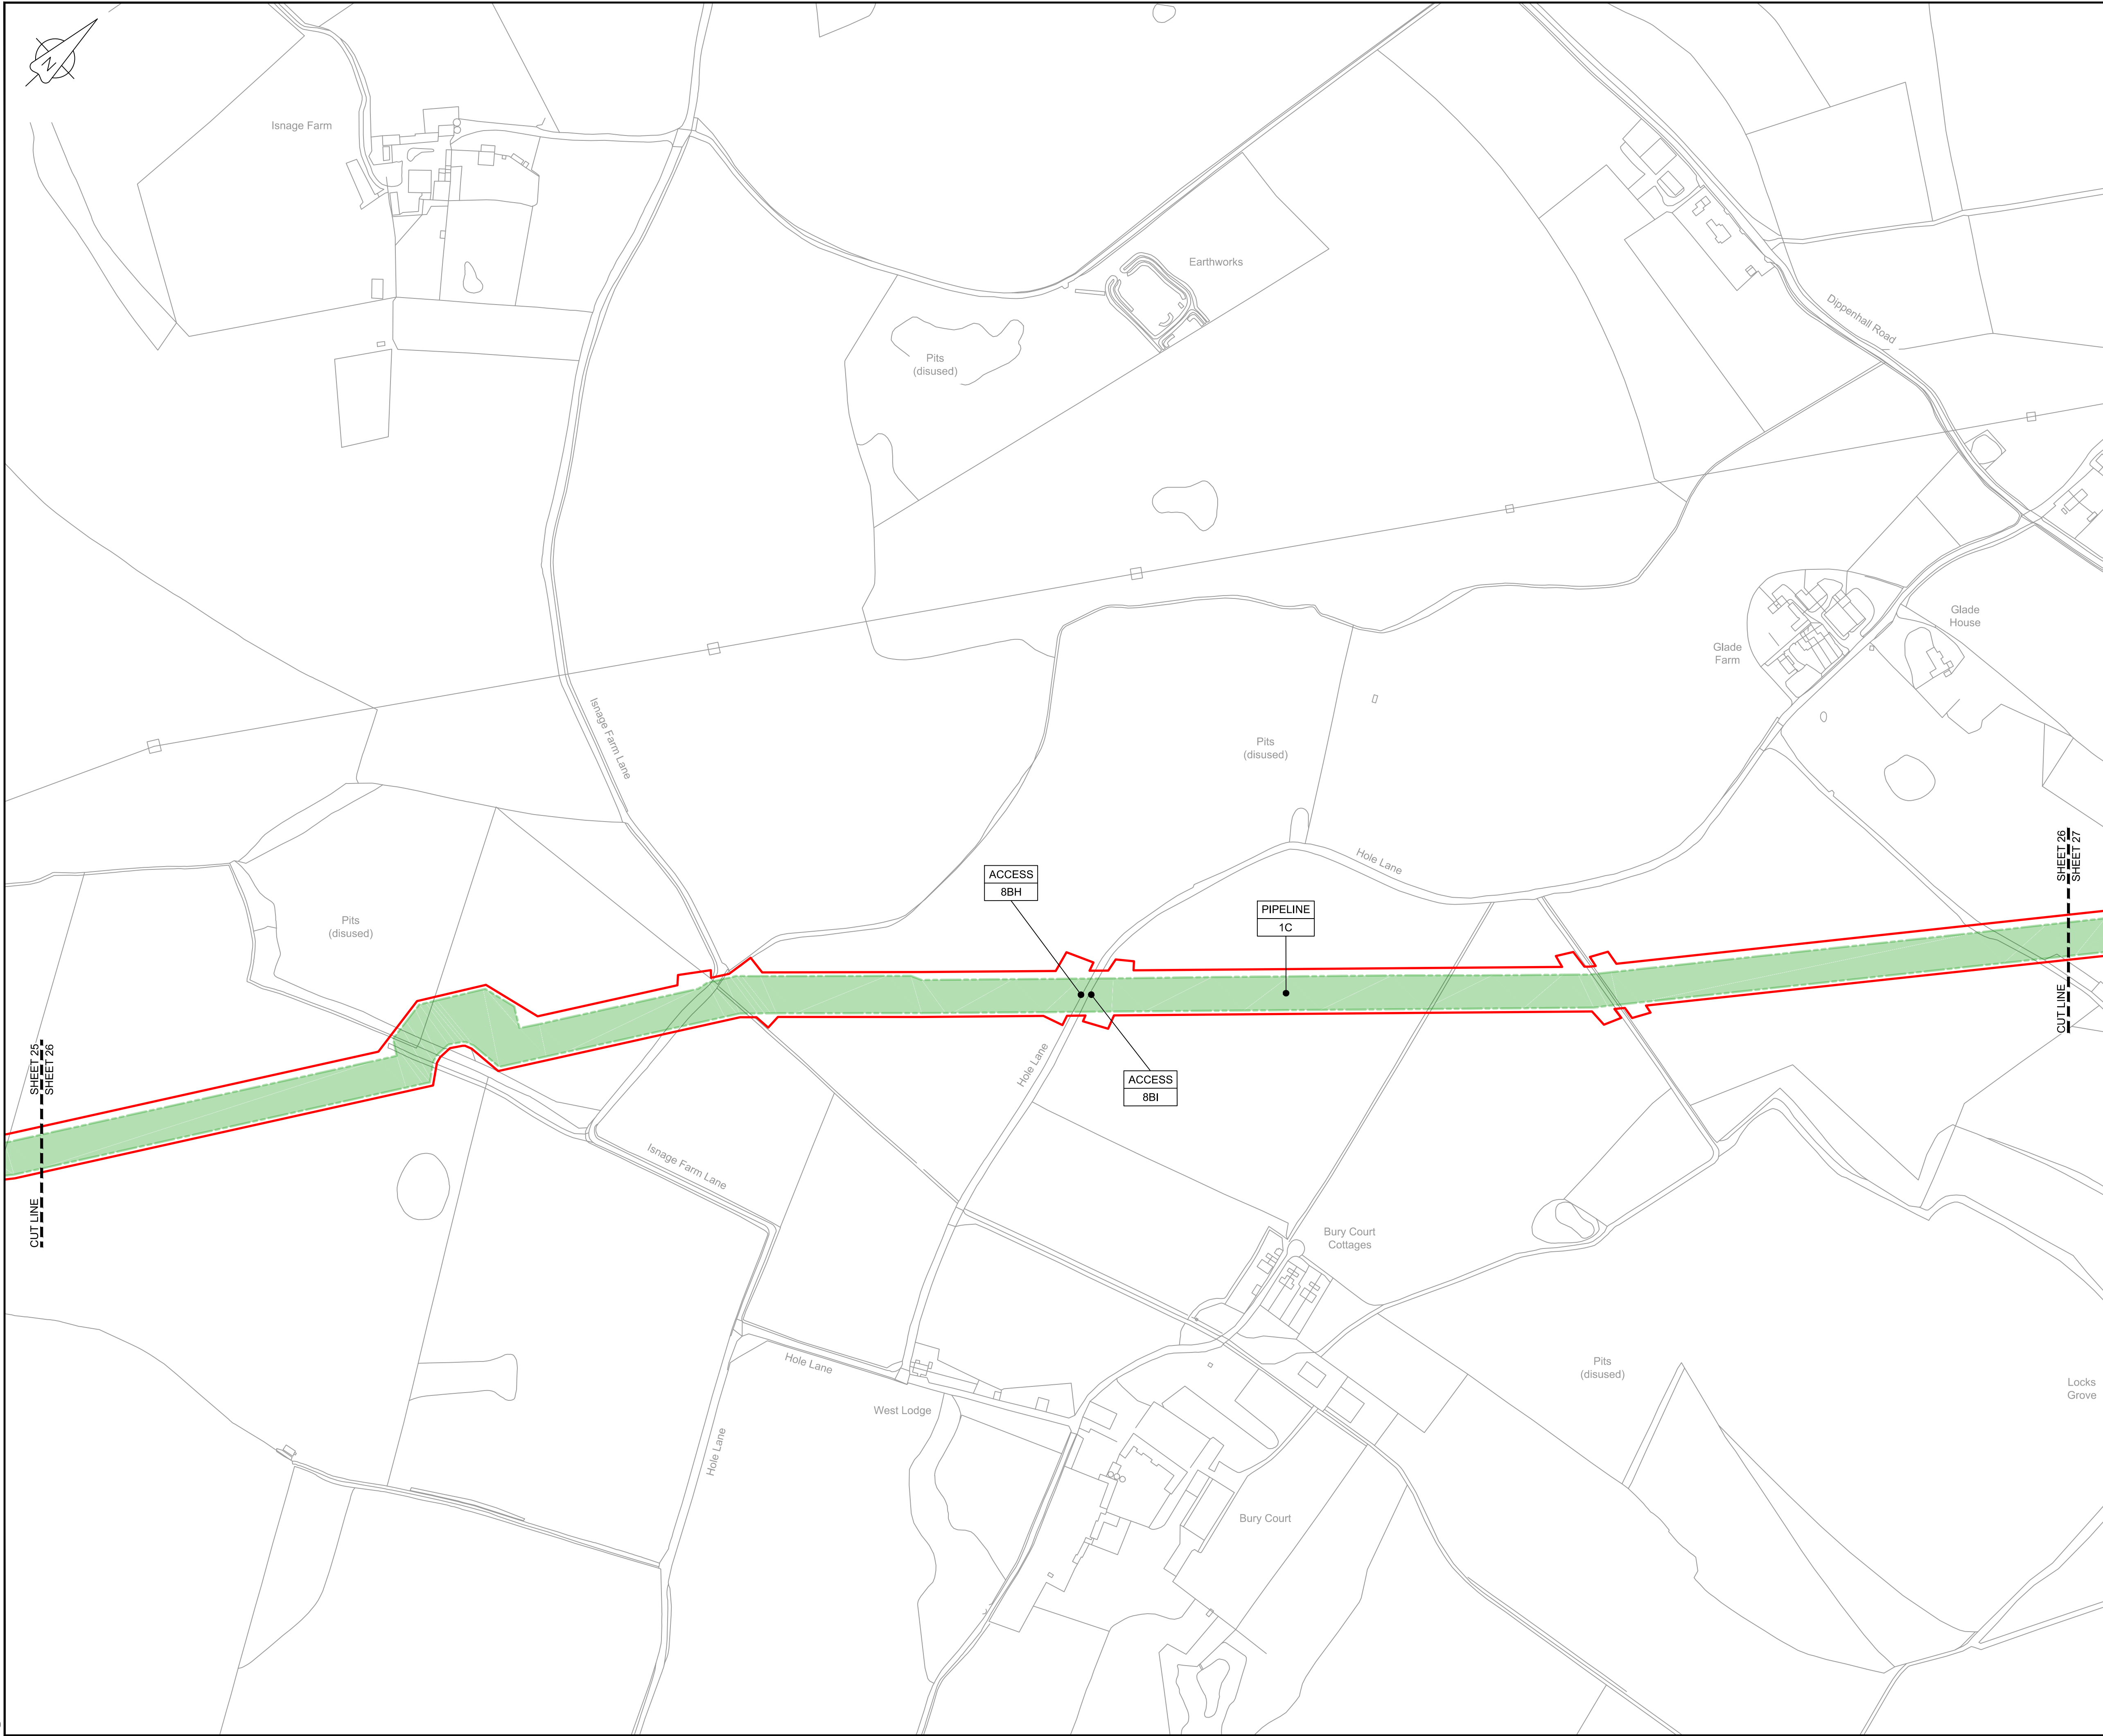 N
Isnage Farm
Earthworks
Dippenhall Road
Pits
(disused)
Glade
House
Glade
Farm
Isnage Farm Lane
Pits
(disused)
SHEET 26
SHEET 27
CUT LINE
Hole Lane
ACCESS
8BH
PIPELINE
1C
Pits
(disused)
SHEET 25
SHEET 26
CUT LINE
Hole Lane
ACCESS
8BI
Isnage Farm Lane
Bury Court
Cottages
Hole Lane
Pits
(disused)
Locks
Grove
West Lodge
Hole Lane
Bury Court